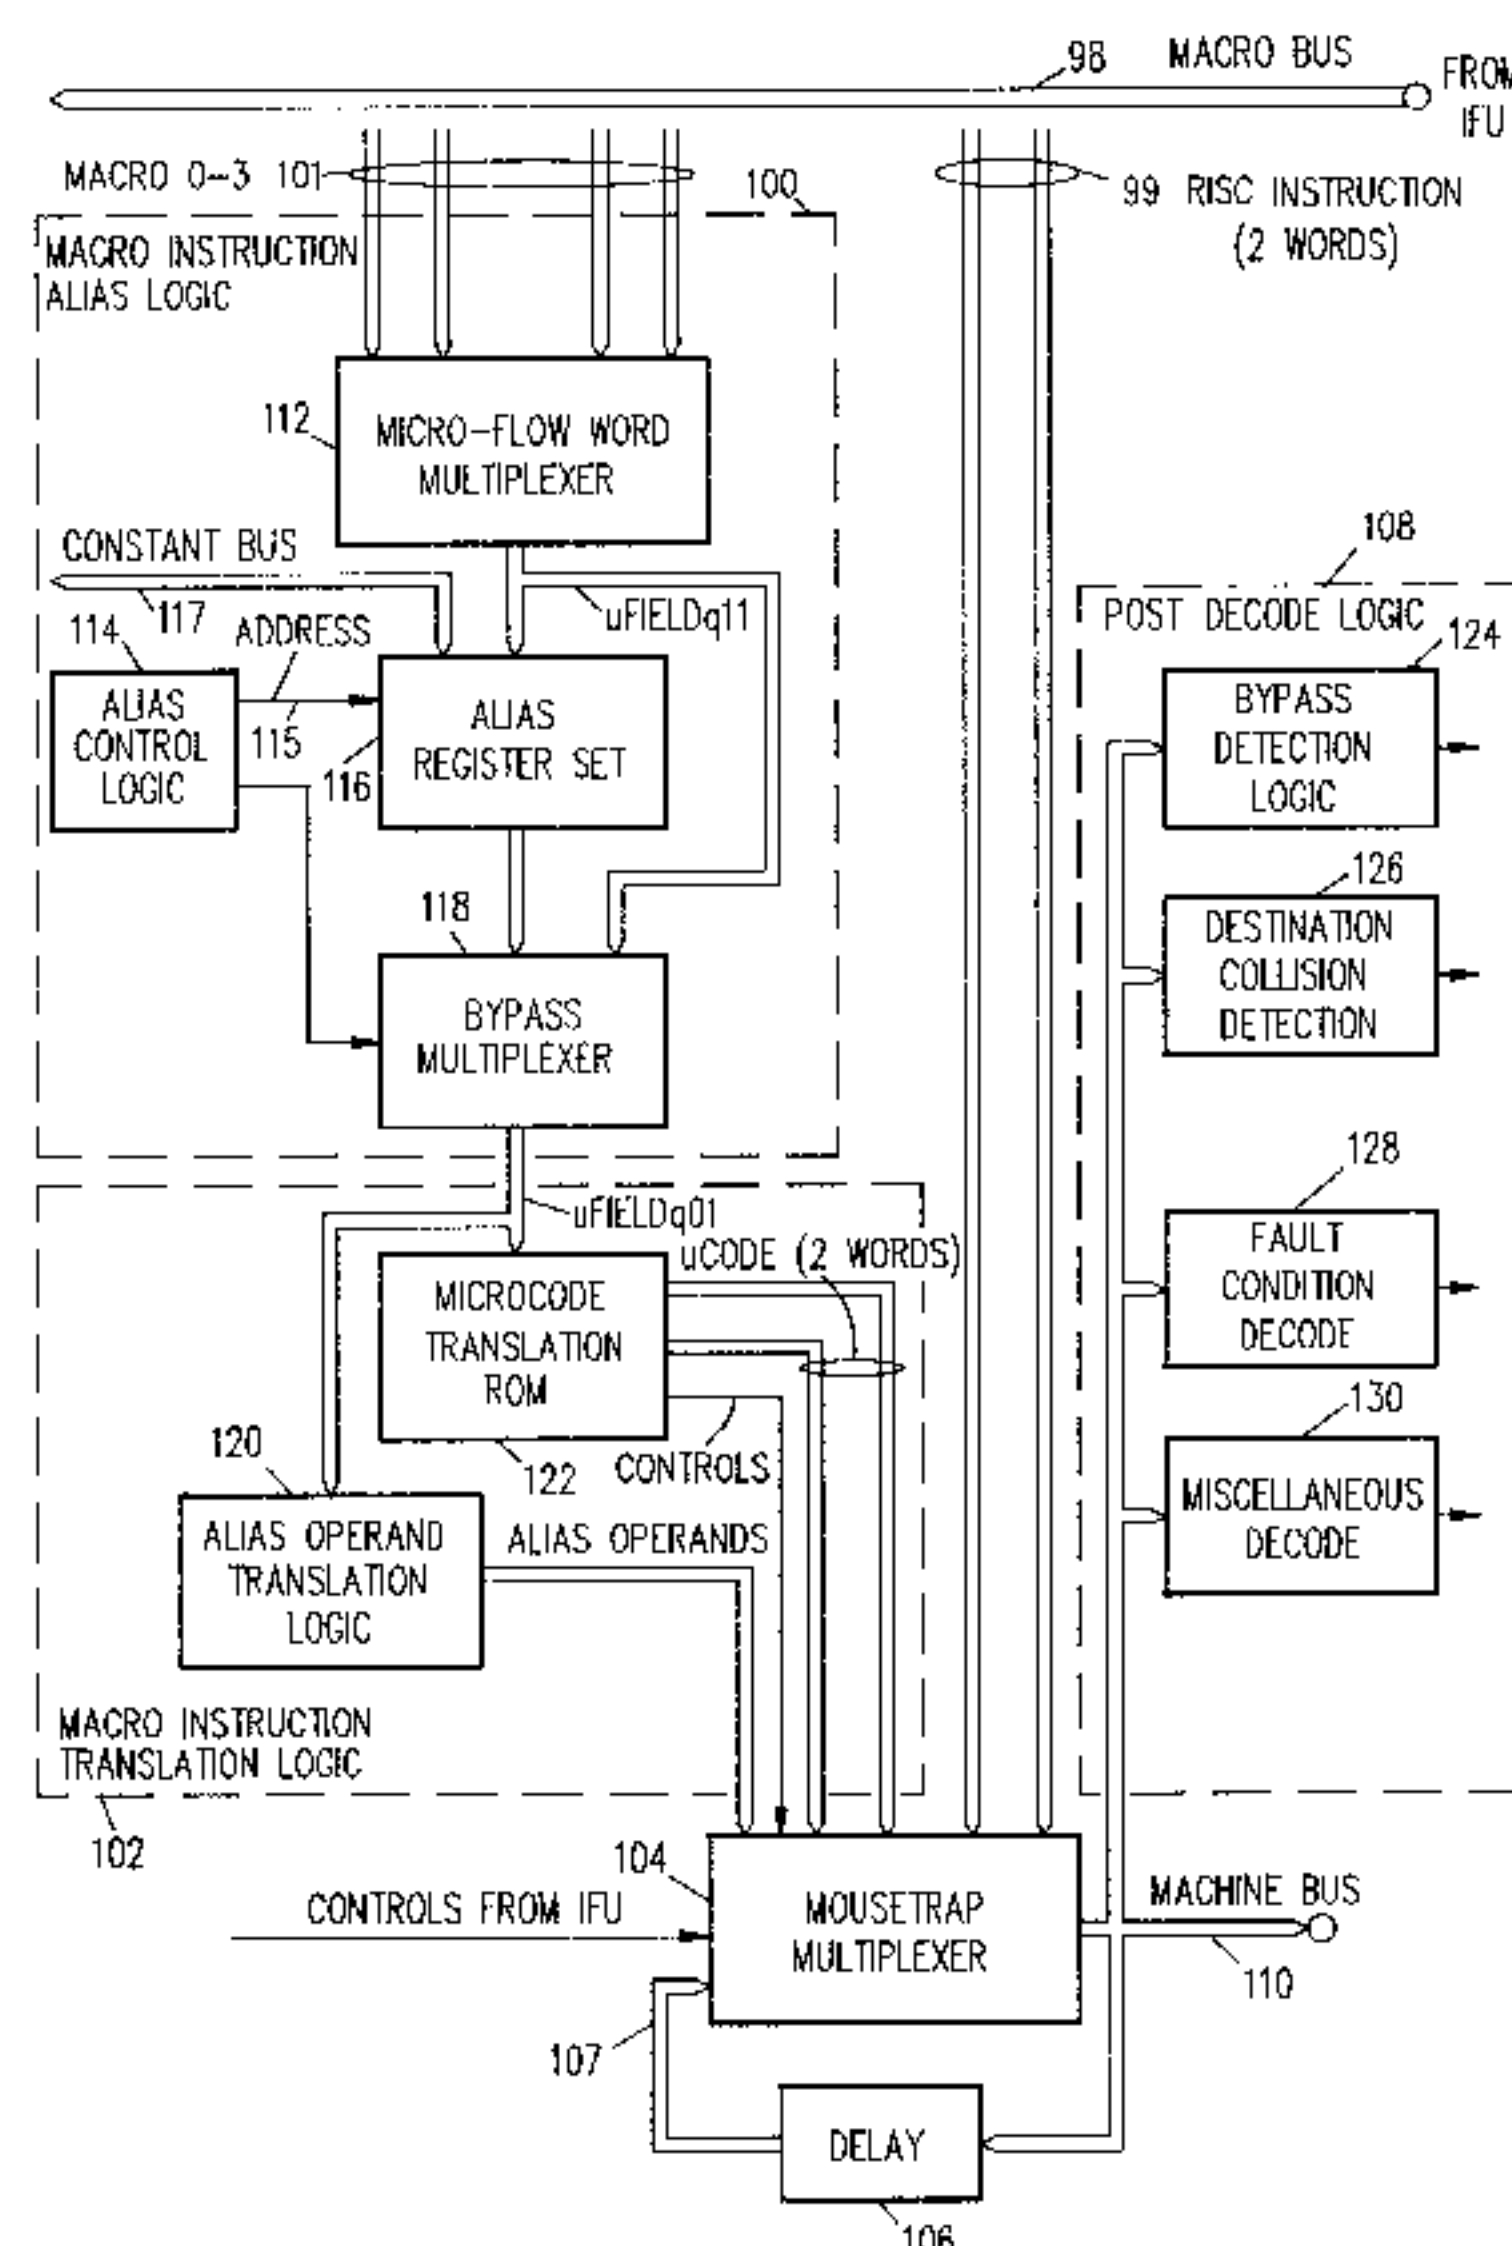 98
MACRO BUS
FROM
IFU
MACRO 0-3 101
100
99 RISC INSTRUCTION
(2 WORDS)
MACRO INSTRUCTION
ALIAS LOGIC
112
MICRO-FLOW WORD
MULTIPLEXER
CONSTANT BUS
117
uFIELDq11
108
POST DECODE LOGIC
114
ADDRESS
124
ALIAS
CONTROL
LOGIC
115
116
ALIAS
REGISTER SET
BYPASS
DETECTION
LOGIC
126
118
DESTINATION
COLLISION
DETECTION
BYPASS
MULTIPLEXER
128
uFIELDq01
uCODE (2 WORDS)
FAULT
CONDITION
DECODE
MICROCODE
TRANSLATION
ROM
130
120
122
CONTROLS
MISCELLANEOUS
DECODE
ALIAS OPERAND
TRANSLATION
LOGIC
ALIAS OPERANDS
MACRO INSTRUCTION
TRANSLATION LOGIC
102
104
CONTROLS FROM IFU
MOUSETRAP
MULTIPLEXER
MACHINE BUS
110
107
DELAY
106